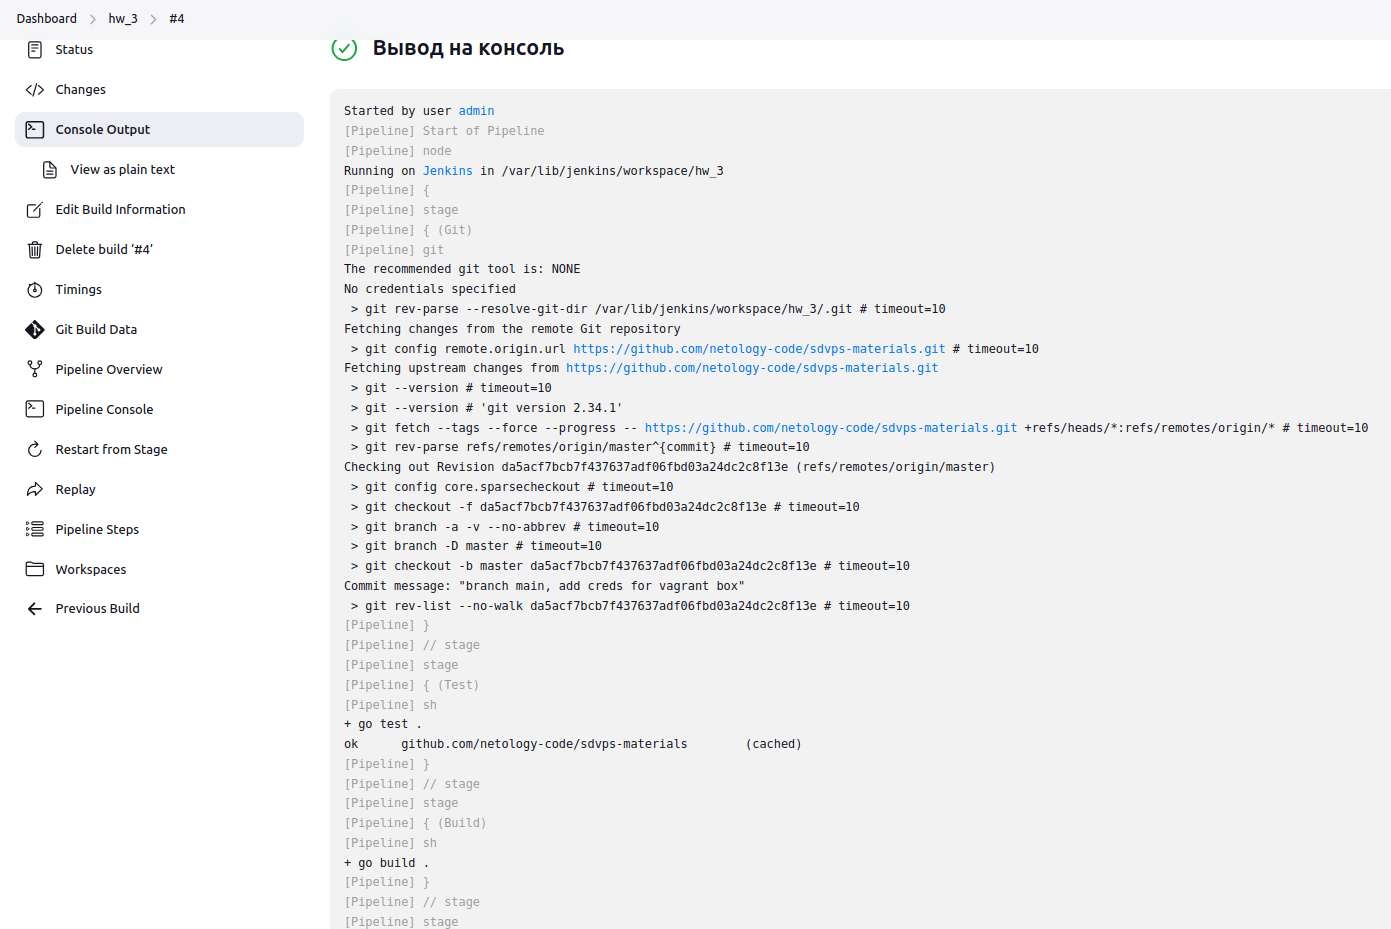 Dashboard > hw_3 > #4
Status
Changes
Console Output
View as plain text
Edit Build Information
Delete build ‘#4’
Timings
Git Build Data
Pipeline Overview
Pipeline Console
Restart from Stage
Replay
Pipeline Steps
Workspaces
Previous Build
Вывод на консоль
Started by user admin
[Pipeline] Start of Pipeline
[Pipeline] node
Running on Jenkins in /var/lib/jenkins/workspace/hw_3
[Pipeline] {
[Pipeline] stage
[Pipeline] { (Git)
[Pipeline] git
The recommended git tool is: NONE
No credentials specified
 > git rev-parse --resolve-git-dir /var/lib/jenkins/workspace/hw_3/.git # timeout=10
Fetching changes from the remote Git repository
 > git config remote.origin.url https://github.com/netology-code/sdvps-materials.git # timeout=10
Fetching upstream changes from https://github.com/netology-code/sdvps-materials.git
 > git --version # timeout=10
 > git --version # 'git version 2.34.1'
 > git fetch --tags --force --progress -- https://github.com/netology-code/sdvps-materials.git +refs/heads/*:refs/remotes/origin/* # timeout=10
 > git rev-parse refs/remotes/origin/master^{commit} # timeout=10
Checking out Revision da5acf7bcb7f437637adf06fbd03a24dc2c8f13e (refs/remotes/origin/master)
 > git config core.sparsecheckout # timeout=10
 > git checkout -f da5acf7bcb7f437637adf06fbd03a24dc2c8f13e # timeout=10
 > git branch -a -v --no-abbrev # timeout=10
 > git branch -D master # timeout=10
 > git checkout -b master da5acf7bcb7f437637adf06fbd03a24dc2c8f13e # timeout=10
Commit message: "branch main, add creds for vagrant box"
 > git rev-list --no-walk da5acf7bcb7f437637adf06fbd03a24dc2c8f13e # timeout=10
[Pipeline] }
[Pipeline] // stage
[Pipeline] stage
[Pipeline] { (Test)
[Pipeline] sh
+ go test .
ok      github.com/netology-code/sdvps-materials        (cached)
[Pipeline] }
[Pipeline] // stage
[Pipeline] stage
[Pipeline] { (Build)
[Pipeline] sh
+ go build .
[Pipeline] }
[Pipeline] // stage
[Pipeline] stage